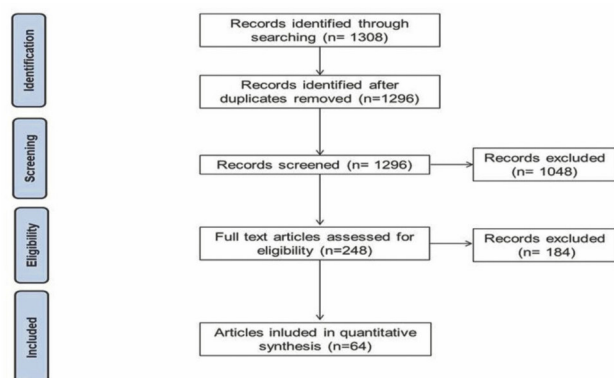 Identification
Records identified through
searching (n= 1308)
Records identified after
duplicates removed (n=1296)
Screening
Records screened (n= 1296)
Records excluded
(n= 1048)
Eligibility
Full text articles assessed for
eligibility (n=248)
Records excluded
(n= 184)
Included
Articles inluded in quantitative
synthesis (n=64)